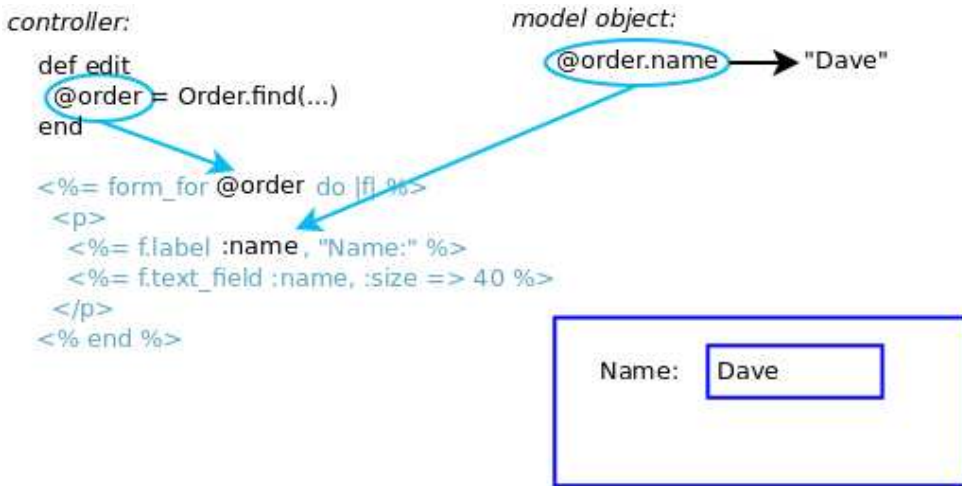 controller:
model object:
def edit
@order = Order.find(...)
end
@order.name
"Dave"
<%= form_for @order do |f| %>
<p>
<%= f.label :name, "Name:" %>
<%= f.text_field :name, :size => 40 %>
</p>
<% end %>
Name:
Dave